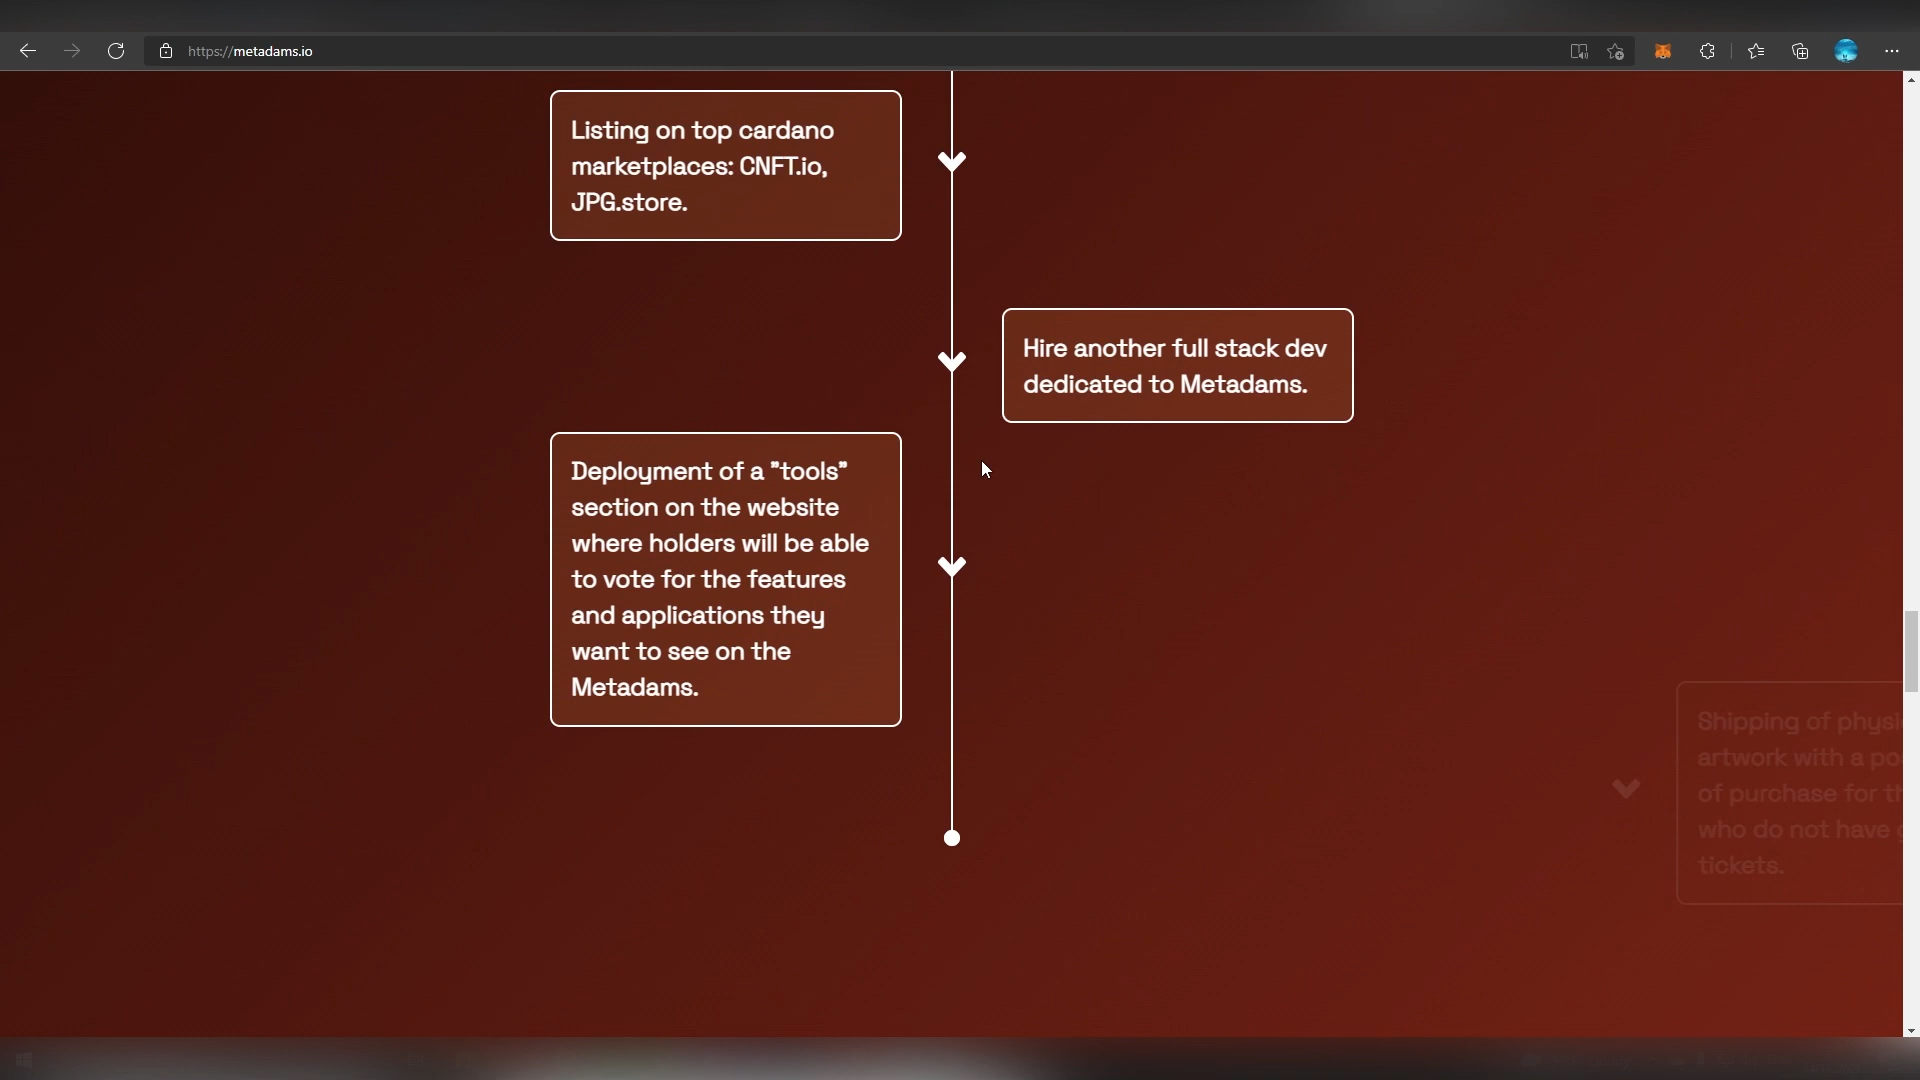 https://metadams.io
Listing on top cardano
marketplaces: CNFT.io,
JPG.store.
Hire another full stack dev
dedicated to Metadams.
Deployment of a "tools"
section on the website
where holders will be able
to vote for the features
and applications they
want to see on the
Metadams.
Shipping of physi
artwork with a po
of purchase for th
who do not have
tickets.